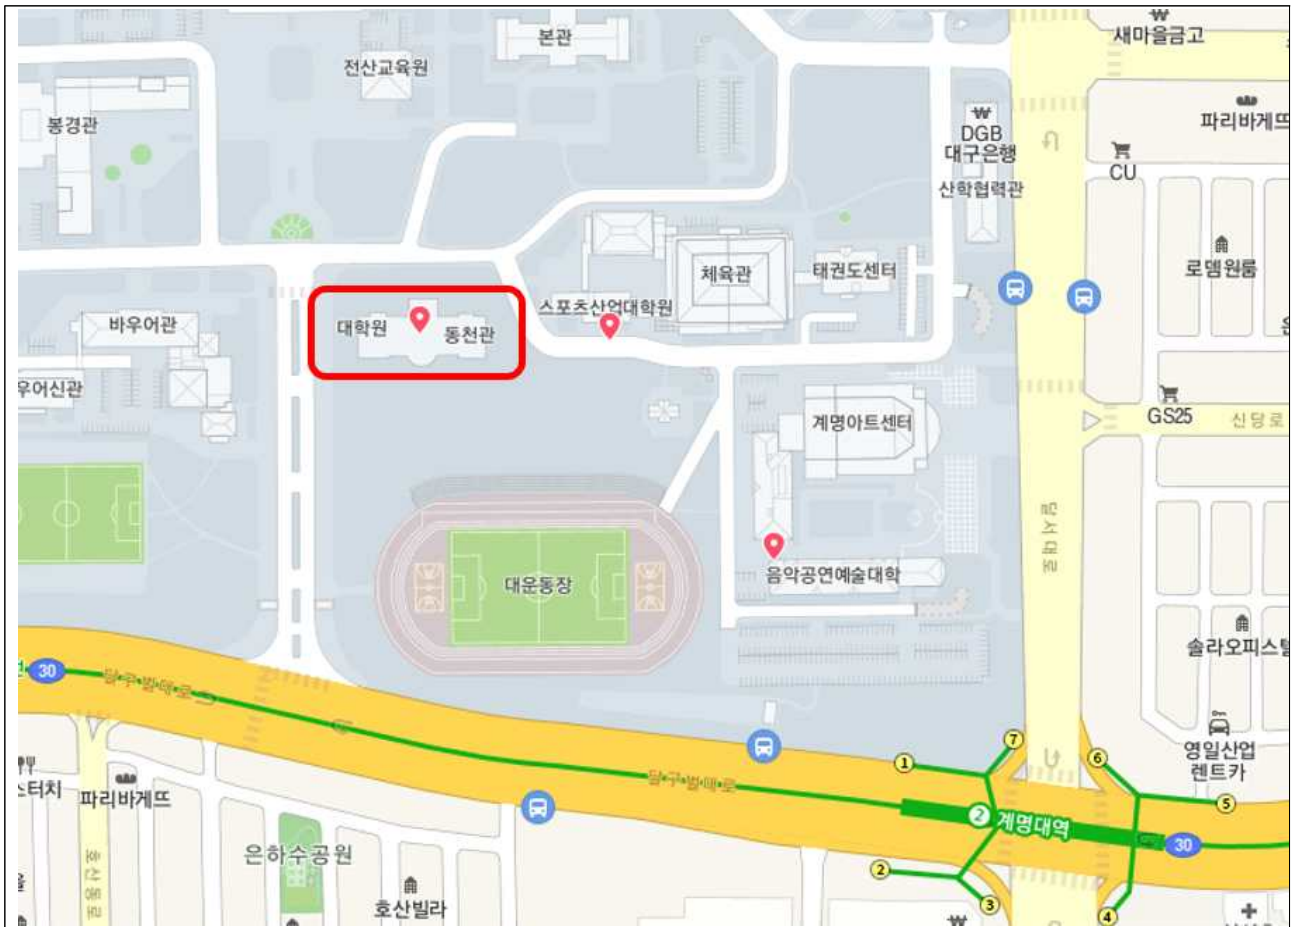 본관
새마을금고
전산교육원
봉경관
파리바게뜨
DGB
대구은행
CU
산학협력관
로뎀원룸
체육관
태권도센터
스포츠산업대학원
바우어관
대학원
동천관
우어신관
GS25
신당로
계명아트센터
달서대로
음악공연예술대학
대운동장
솔라오피스텔
30
달구벌대로
7
1
6
영일산업
렌트카
5
스터치
파리바게뜨
달구벌대로
2
계명대역
30
은하수공원
2
호산동로
호산빌라
3
4